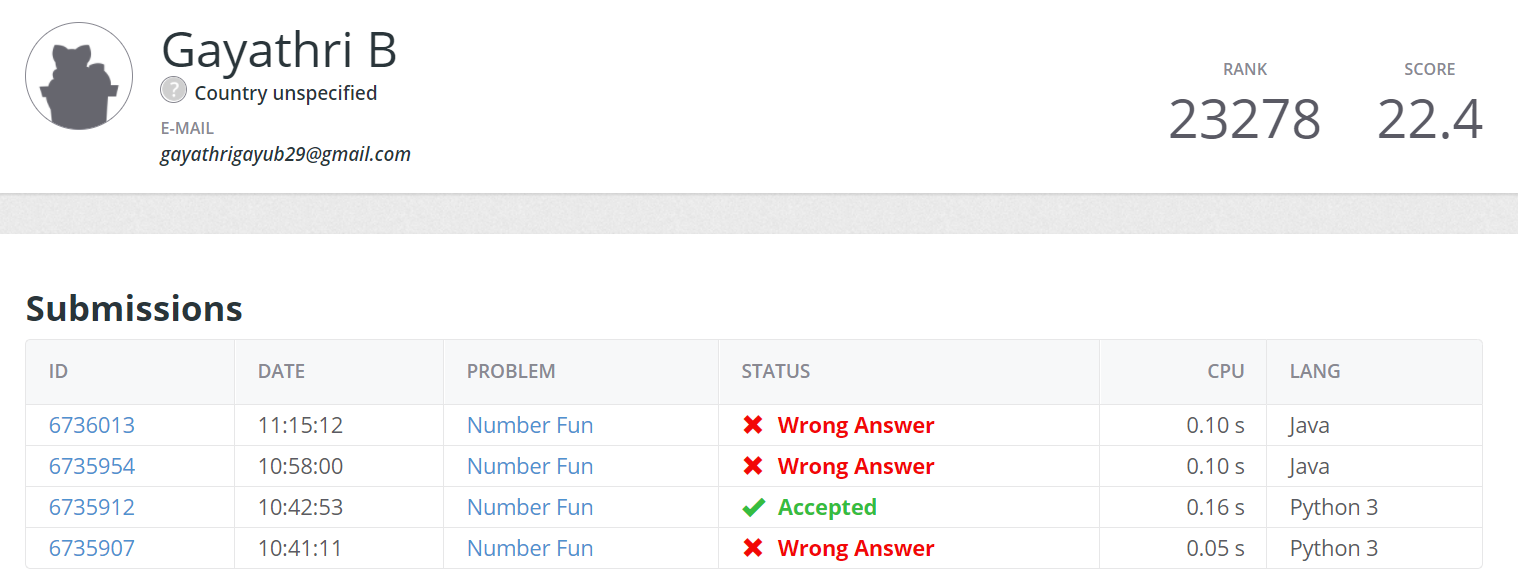 Gayathri B
? Country unspecified
E-MAIL
gayathrigayub29@gmail.com
RANK SCORE
23278 22.4
Submissions
ID DATE PROBLEM STATUS CPU LANG
6736013 11:15:12 Number Fun Wrong Answer 0.10 s Java
6735954 10:58:00 Number Fun Wrong Answer 0.10 s Java
6735912 10:42:53 Number Fun Accepted 0.16 s Python 3
6735907 10:41:11 Number Fun Wrong Answer 0.05 s Python 3